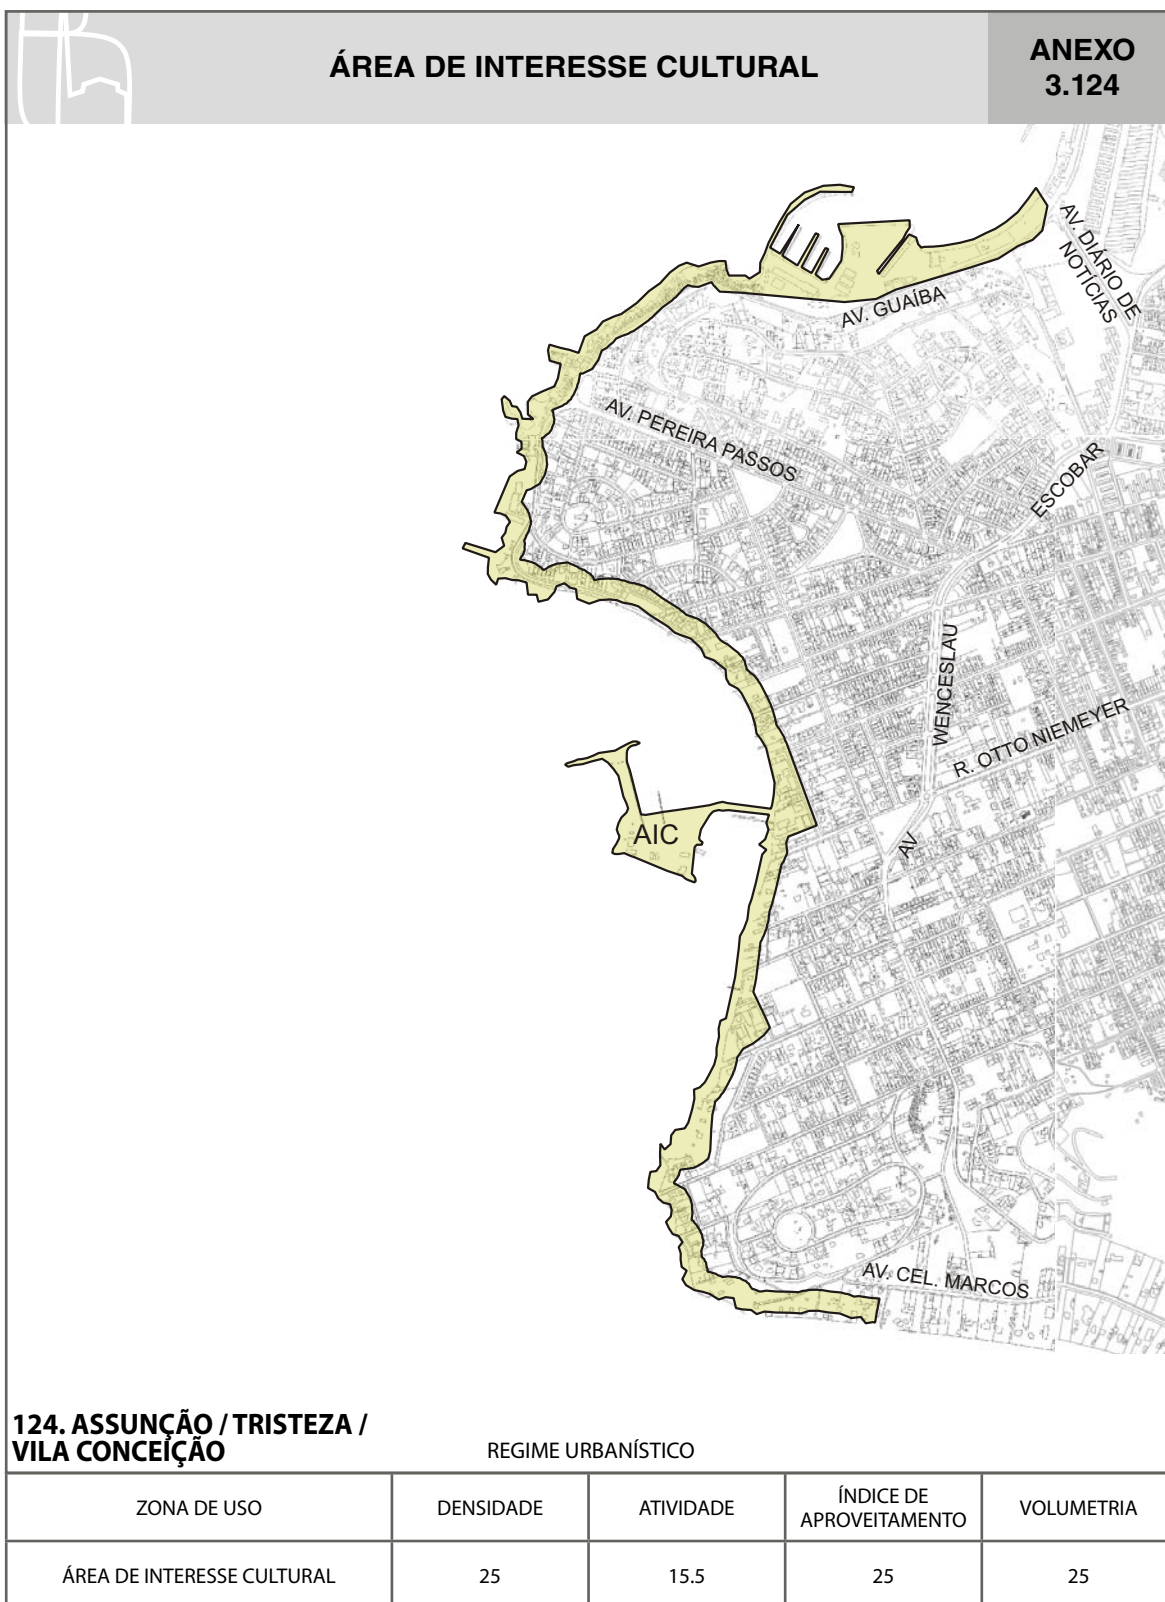 ÁREA DE INTERESSE CULTURAL
ANEXO
3.124
AV. DIÁRIO DE
NOTÍCIAS
AV. GUAÍBA
AV. PEREIRA PASSOS
ESCOBAR
WENCESLAU
R. OTTO NIEMEYER
AIC
AV
AV. CEL. MARCOS
124. ASSUNÇÃO / TRISTEZA /
VILA CONCEIÇÃO
REGIME URBANÍSTICO
ZONA DE USO
DENSIDADE
ATIVIDADE
ÍNDICE DE
APROVEITAMENTO
VOLUMETRIA
ÁREA DE INTERESSE CULTURAL
25
15.5
25
25